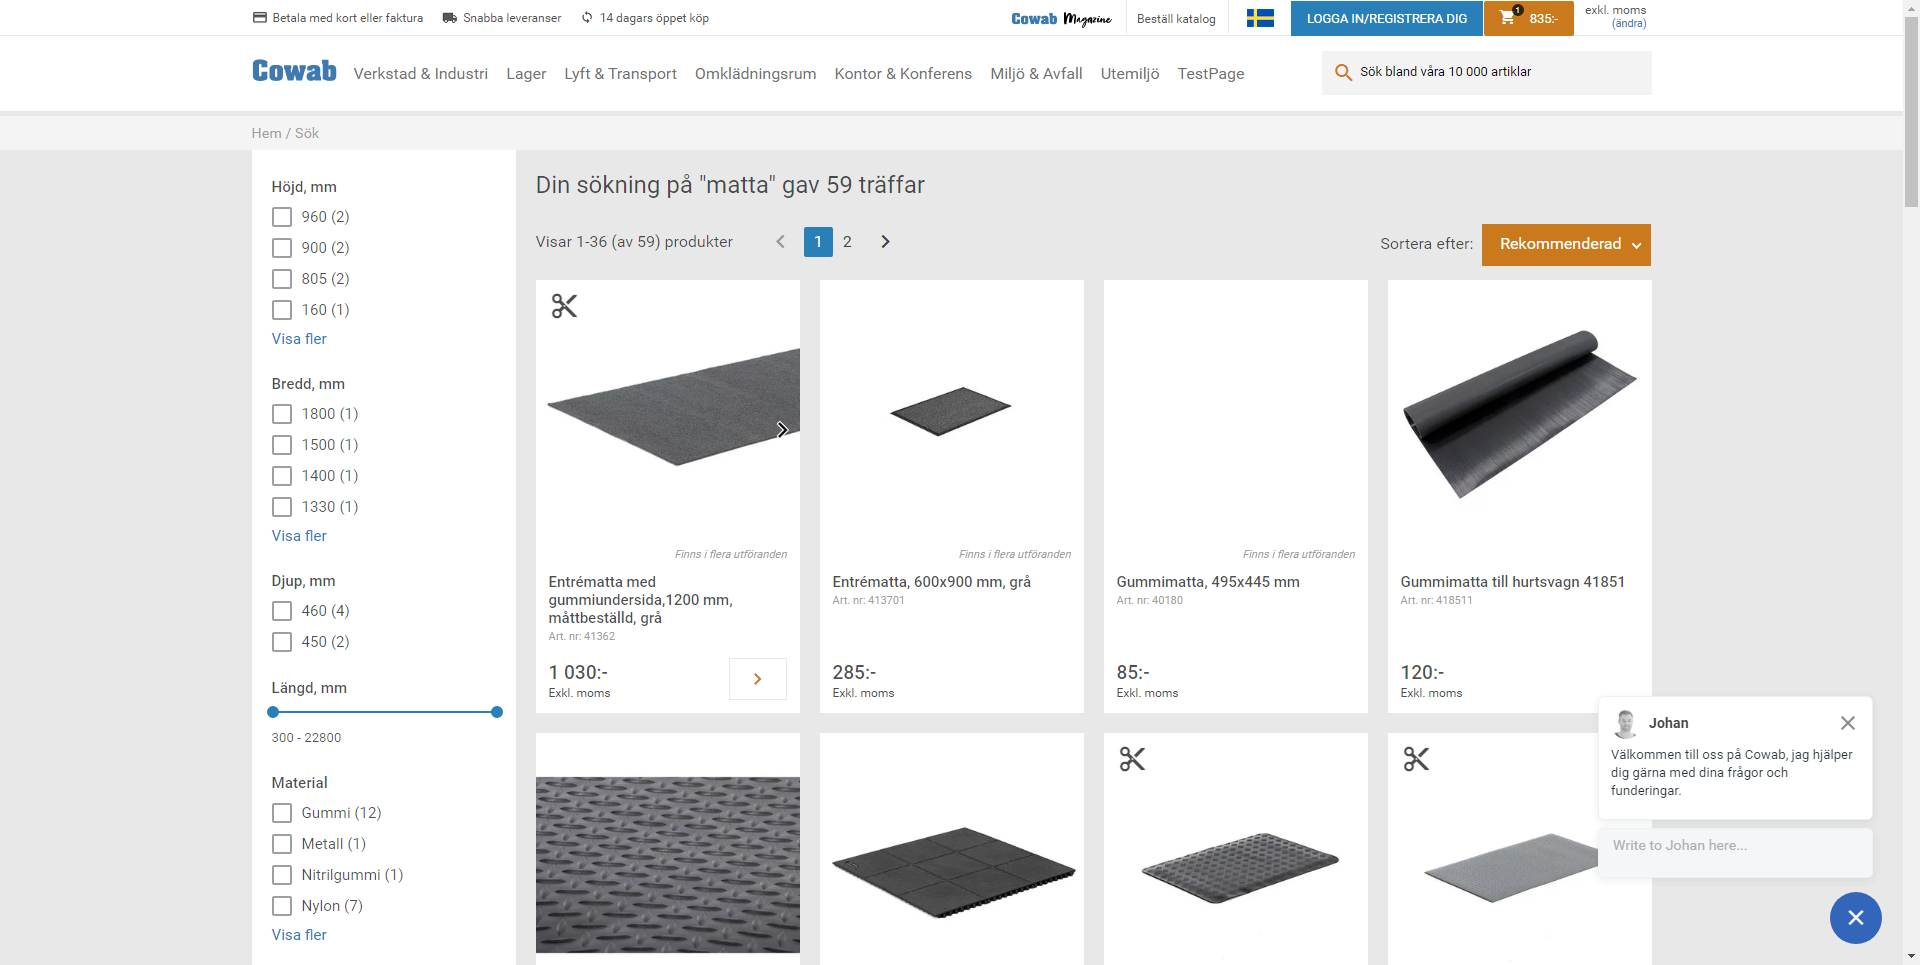 Betala med kort eller faktura
Snabba leveranser
14 dagars öppet köp
Cowab Magazine
Beställ katalog
LOGGA IN/REGISTRERA DIG
1
835:-
exkl. moms
(ändra)
Cowab
Verkstad & Industri
Lager
Lyft & Transport
Omklädningsrum
Kontor & Konferens
Miljö & Avfall
Utemiljö
TestPage
Sök bland våra 10 000 artiklar
Hem / Sök
Höjd, mm
960 (2)
900 (2)
805 (2)
160 (1)
Visa fler
Bredd, mm
1800 (1)
1500 (1)
1400 (1)
1330 (1)
Visa fler
Djup, mm
460 (4)
450 (2)
Längd, mm
300 - 22800
Material
Gummi (12)
Metall (1)
Nitrilgummi (1)
Nylon (7)
Visa fler
Din sökning på "matta" gav 59 träffar
Visar 1-36 (av 59) produkter
1
2
Sortera efter:
Rekommenderad
Finns i flera utföranden
Entrématta med
gummiundersida,1200 mm,
måttbeställd, grå
Art. nr: 41362
1 030:-
Exkl. moms
Finns i flera utföranden
Entrématta, 600x900 mm, grå
Art. nr: 413701
285:-
Exkl. moms
Finns i flera utföranden
Gummimatta, 495x445 mm
Art. nr: 40180
85:-
Exkl. moms
Gummimatta till hurtsvagn 41851
Art. nr: 418511
120:-
Exkl. moms
Johan
Välkommen till oss på Cowab, jag hjälper
dig gärna med dina frågor och
funderingar.
Write to Johan here...